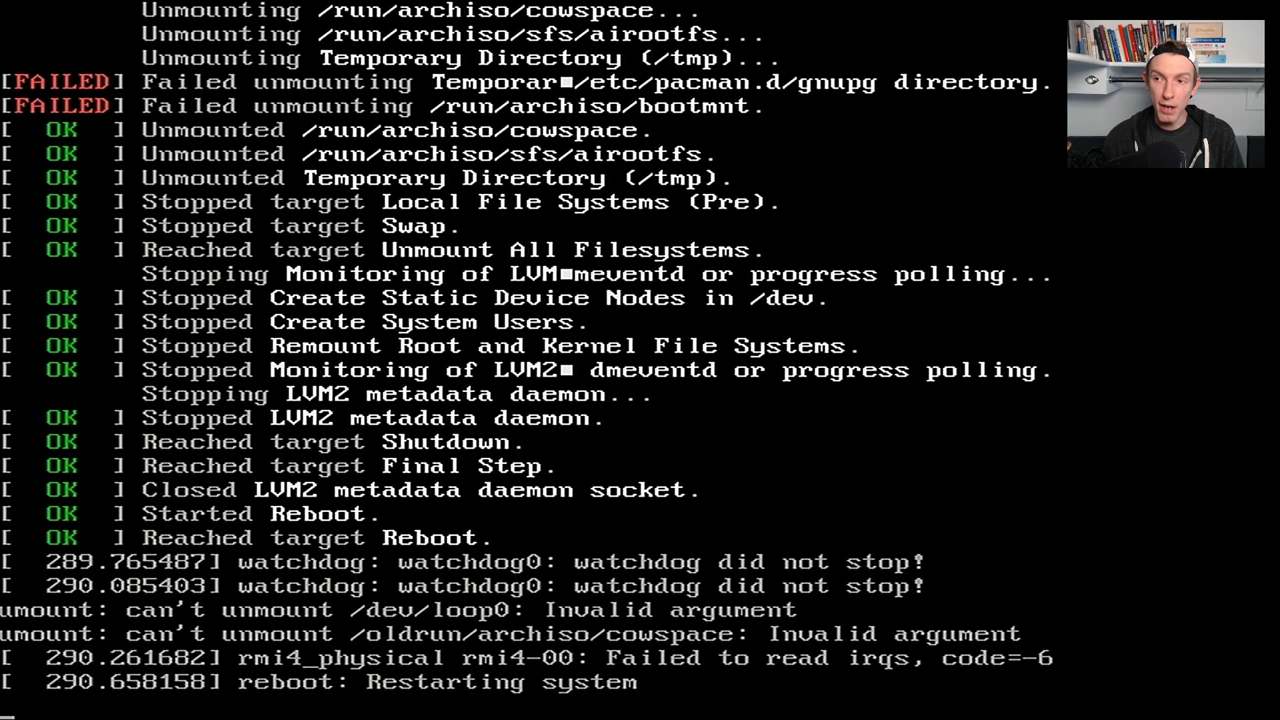 Unmounting /run/archiso/cowspace...
Unmounting /run/archiso/sfs/airootfs...
Unmounting Temporary Directory (/tmp)...
[FAILED] Failed unmounting Temporar■/etc/pacman.d/gnupg directory.
[FAILED] Failed unmounting /run/archiso/bootmnt.
[  OK  ] Unmounted /run/archiso/cowspace.
[  OK  ] Unmounted /run/archiso/sfs/airootfs.
[  OK  ] Unmounted Temporary Directory (/tmp).
[  OK  ] Stopped target Local File Systems (Pre).
[  OK  ] Stopped target Swap.
[  OK  ] Reached target Unmount All Filesystems.
Stopping Monitoring of LVM■meventd or progress polling...
[  OK  ] Stopped Create Static Device Nodes in /dev.
[  OK  ] Stopped Create System Users.
[  OK  ] Stopped Remount Root and Kernel File Systems.
[  OK  ] Stopped Monitoring of LVM2■ dmeventd or progress polling.
Stopping LVM2 metadata daemon...
[  OK  ] Stopped LVM2 metadata daemon.
[  OK  ] Reached target Shutdown.
[  OK  ] Reached target Final Step.
[  OK  ] Closed LVM2 metadata daemon socket.
[  OK  ] Started Reboot.
[  OK  ] Reached target Reboot.
[  289.765487] watchdog: watchdog0: watchdog did not stop!
[  290.085403] watchdog: watchdog0: watchdog did not stop!
umount: can't unmount /dev/loop0: Invalid argument
umount: can't unmount /oldrun/archiso/cowspace: Invalid argument
[  290.261682] rmi4_physical rmi4-00: Failed to read irqs, code=-6
[  290.658158] reboot: Restarting system